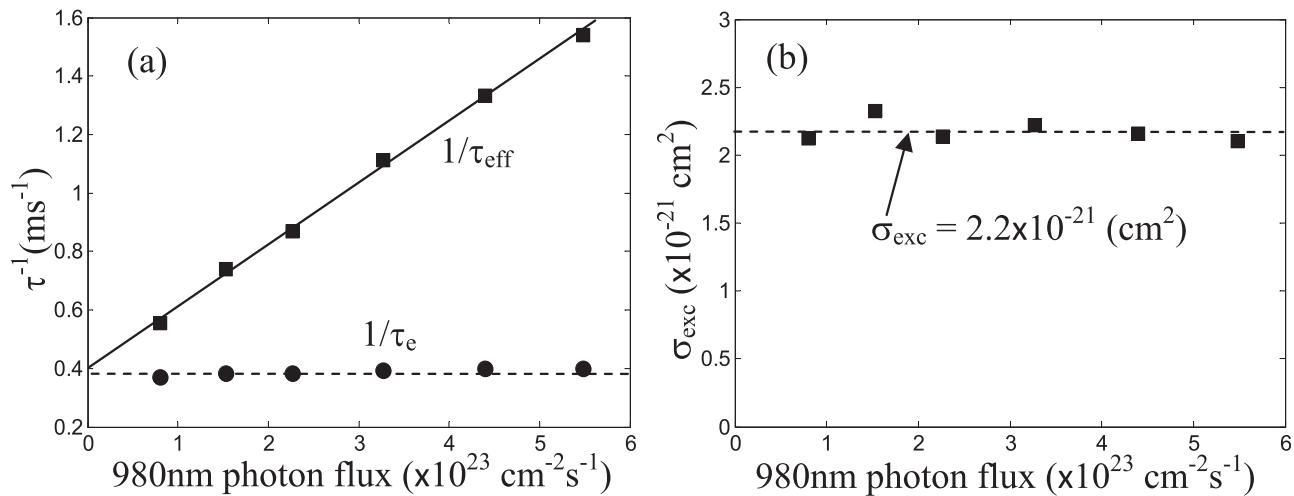 (a)
1.6
1.4
1.2
1
0.8
0.6
0.4
0.2
τ⁻¹(ms⁻¹)
1/τeff
1/τe
0 1 2 3 4 5 6
980nm photon flux (x10²³ cm⁻²s⁻¹)
(b)
3
2.5
2
1.5
1
0.5
0
σexc (x10⁻²¹ cm²)
σexc = 2.2x10⁻²¹ (cm²)
0 1 2 3 4 5 6
980nm photon flux (x10²³ cm⁻²s⁻¹)